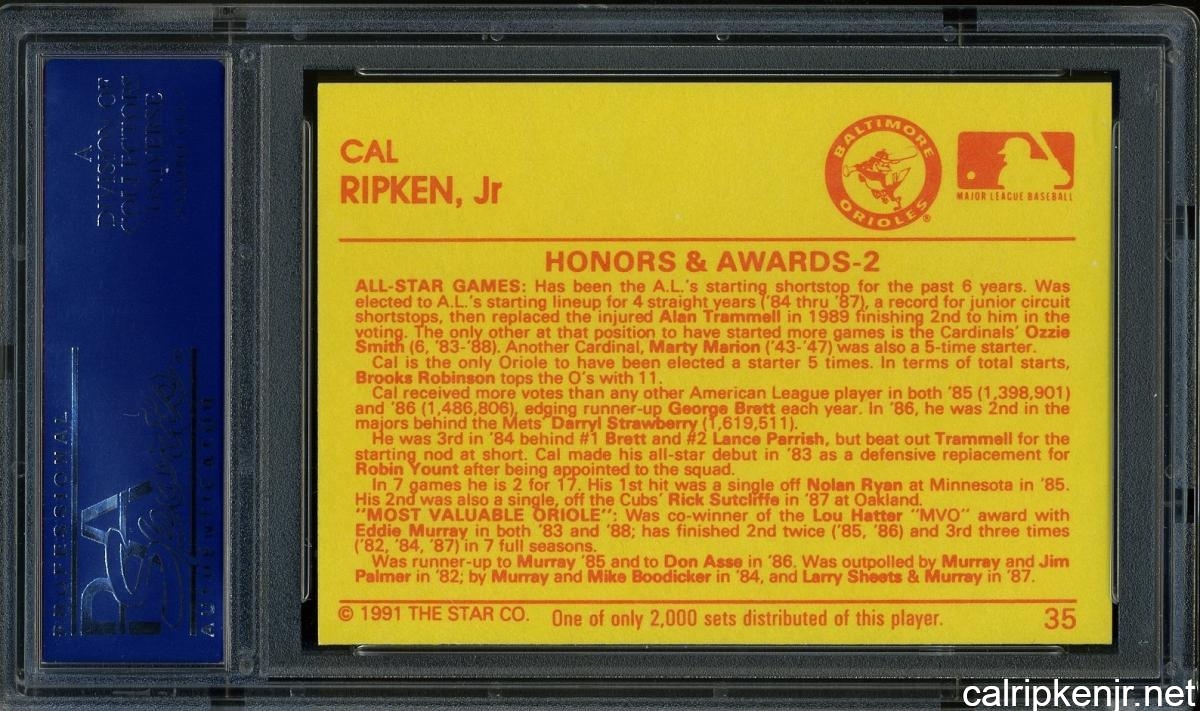 A
DIVISION OF
COLLECTORS
UNIVERSE
PROFESSIONAL
PSA
Sports
AUTHENTICATOR
CAL
RIPKEN, Jr
BALTIMORE
ORIOLES®
MAJOR LEAGUE BASEBALL
HONORS & AWARDS-2
ALL-STAR GAMES: Has been the A.L.'s starting shortstop for the past 6 years. Was
elected to A.L.'s starting lineup for 4 straight years ('84 thru '87), a record for junior circuit
shortstops, then replaced the injured Alan Trammell in 1989 finishing 2nd to him in the
voting. The only other at that position to have started more games is the Cardinals' Ozzie
Smith (6, '83-'88). Another Cardinal, Marty Marion ('43-'47) was also a 5-time starter.
Cal is the only Oriole to have been elected a starter 5 times. In terms of total starts,
Brooks Robinson tops the O's with 11.
Cal received more votes than any other American League player in both '85 (1,398,901)
and '86 (1,486,806), edging runner-up George Brett each year. In '86, he was 2nd in the
majors behind the Mets' Darryl Strawberry (1,619,511).
He was 3rd in '84 behind #1 Brett and #2 Lance Parrish, but beat out Trammell for the
starting nod at short. Cal made his all-star debut in '83 as a defensive replacement for
Robin Yount after being appointed to the squad.
In 7 games he is 2 for 17. His 1st hit was a single off Nolan Ryan at Minnesota in '85.
His 2nd was also a single, off the Cubs' Rick Sutcliffe in '87 at Oakland.
"MOST VALUABLE ORIOLE": Was co-winner of the Lou Hatter "MVO" award with
Eddie Murray in both '83 and '88; has finished 2nd twice ('85, '86) and 3rd three times
('82, '84, '87) in 7 full seasons.
Was runner-up to Murray '85 and to Don Asse in '86. Was outpolled by Murray and Jim
Palmer in '82; by Murray and Mike Boodicker in '84, and Larry Sheets & Murray in '87.
© 1991 THE STAR CO. One of only 2,000 sets distributed of this player. 35
calripkenjr.net